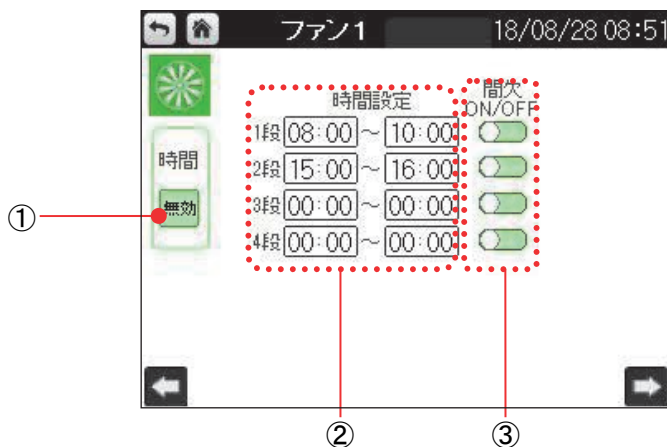 ファン1 18/08/28 08:51
時間設定 間欠
ON/OFF
1段 08:00 ～ 10:00
時間 2段 15:00 ～ 16:00
① 無効 3段 00:00 ～ 00:00
4段 00:00 ～ 00:00
② ③